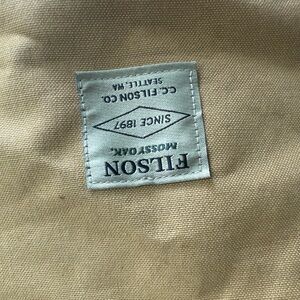 FILSON
MOSSY OAK.
SINCE 1897
C.C. FILSON CO.
SEATTLE, WA